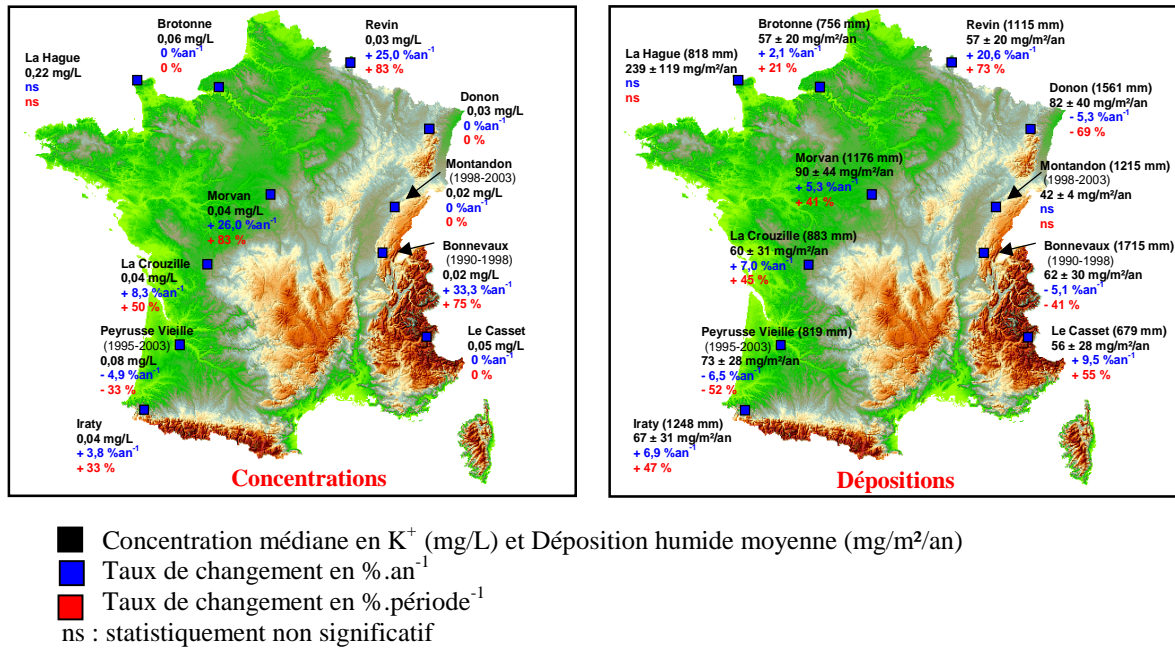 Brotonne
0,06 mg/L
0 %an⁻¹
0 %
Revin
0,03 mg/L
+ 25,0 %an⁻¹
+ 83 %
La Hague
0,22 mg/L
ns
ns
Donon
0,03 mg/L
0 %an⁻¹
0 %
Montandon
(1998-2003)
0,02 mg/L
0 %an⁻¹
0 %
Morvan
0,04 mg/L
+ 26,0 %an⁻¹
+ 83 %
Bonnevaux
(1990-1998)
0,02 mg/L
+ 33,3 %an⁻¹
+ 75 %
La Crouzille
0,04 mg/L
+ 8,3 %an⁻¹
+ 50 %
Peyrusse Vieille
(1995-2003)
0,08 mg/L
- 4,9 %an⁻¹
- 33 %
Le Casset
0,05 mg/L
0 %an⁻¹
0 %
Iraty
0,04 mg/L
+ 3,8 %an⁻¹
+ 33 %
Concentrations
Brotonne (756 mm)
57 ± 20 mg/m²/an
+ 2,1 %an⁻¹
+ 21 %
Revin (1115 mm)
57 ± 20 mg/m²/an
+ 20,6 %an⁻¹
+ 73 %
La Hague (818 mm)
239 ± 119 mg/m²/an
ns
ns
Donon (1561 mm)
82 ± 40 mg/m²/an
- 5,3 %an⁻¹
- 69 %
Morvan (1176 mm)
90 ± 44 mg/m²/an
+ 5,3 %an⁻¹
+ 41 %
Montandon (1215 mm)
(1998-2003)
42 ± 4 mg/m²/an
ns
ns
La Crouzille (883 mm)
60 ± 31 mg/m²/an
+ 7,0 %an⁻¹
+ 45 %
Bonnevaux (1715 mm)
(1990-1998)
62 ± 30 mg/m²/an
- 5,1 %an⁻¹
- 41 %
Peyrusse Vieille (819 mm)
(1995-2003)
73 ± 28 mg/m²/an
- 6,5 %an⁻¹
- 52 %
Le Casset (679 mm)
56 ± 28 mg/m²/an
+ 9,5 %an⁻¹
+ 55 %
Iraty (1248 mm)
67 ± 31 mg/m²/an
+ 6,9 %an⁻¹
+ 47 %
Dépositions
Concentration médiane en K⁺ (mg/L) et Déposition humide moyenne (mg/m²/an)
Taux de changement en %.an⁻¹
Taux de changement en %.période⁻¹
ns : statistiquement non significatif